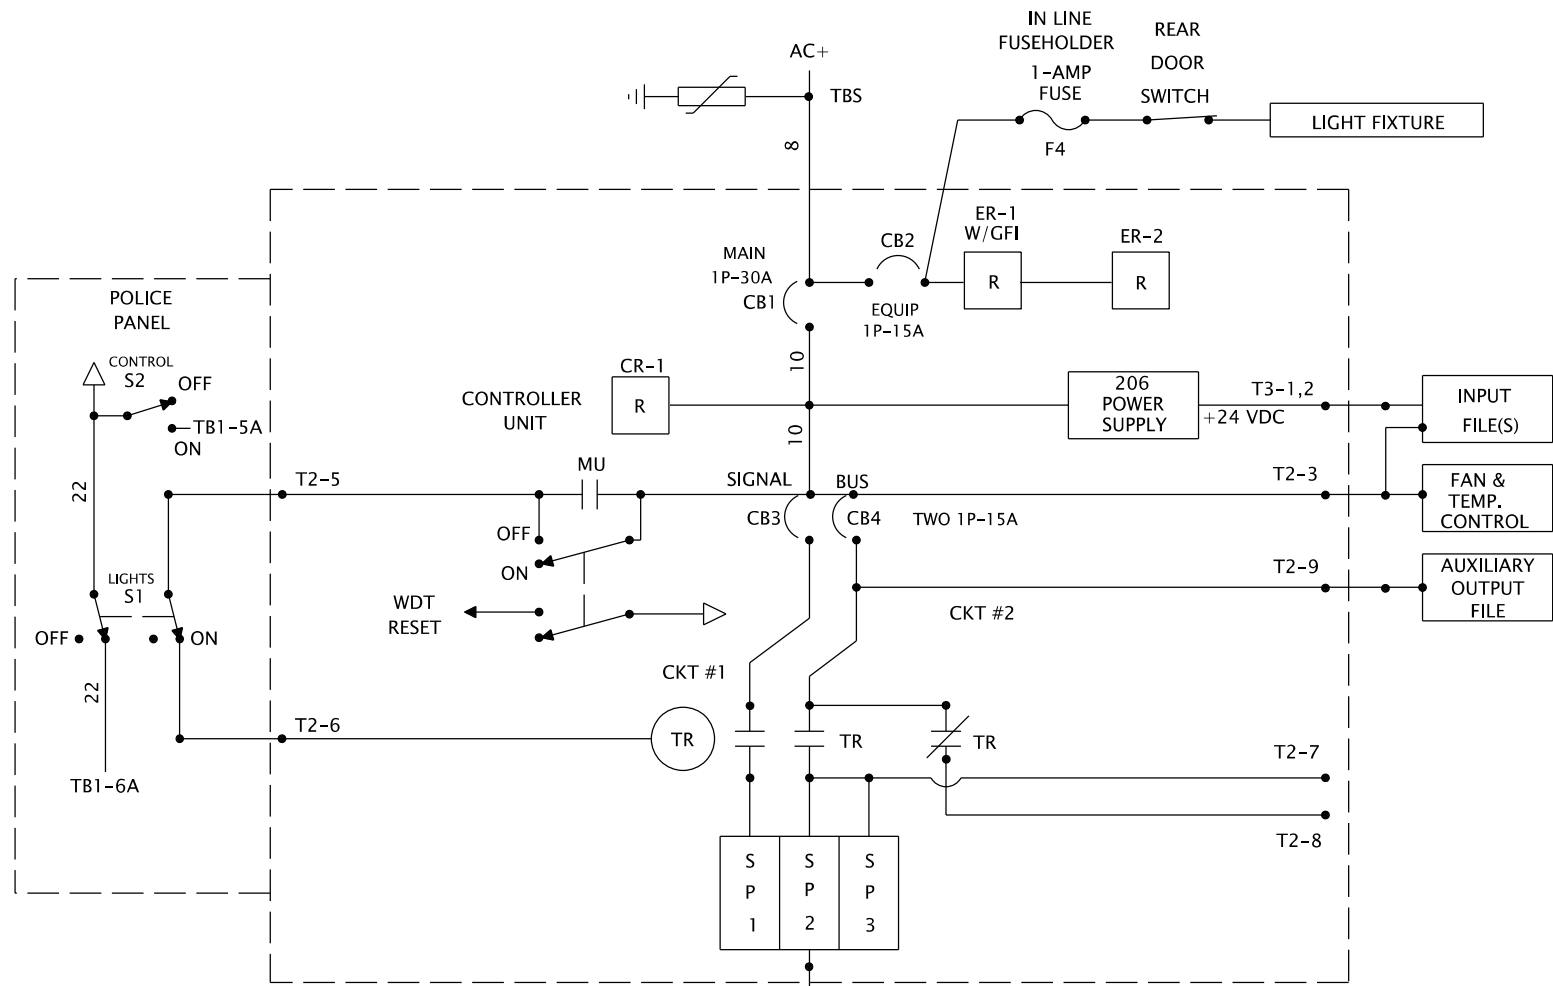 AC+
TBS
8
IN LINE
FUSEHOLDER
1-AMP
FUSE
F4
REAR
DOOR
SWITCH
LIGHT FIXTURE
MAIN
1P-30A
CB1
CB2
EQUIP
1P-15A
ER-1
W/GFI
R
ER-2
R
POLICE
PANEL
CONTROL
S2
OFF
TB1-5A
ON
22
LIGHTS
S1
OFF
ON
22
TB1-6A
10
CR-1
R
CONTROLLER
UNIT
206
POWER
SUPPLY
+24 VDC
T3-1,2
INPUT
FILE(S)
10
T2-5
MU
SIGNAL
BUS
CB3
CB4
TWO 1P-15A
T2-3
FAN &
TEMP.
CONTROL
OFF
ON
WDT
RESET
T2-9
AUXILIARY
OUTPUT
FILE
CKT #2
CKT #1
T2-6
TR
TR
TR
T2-7
T2-8
S
P
1
S
P
2
S
P
3